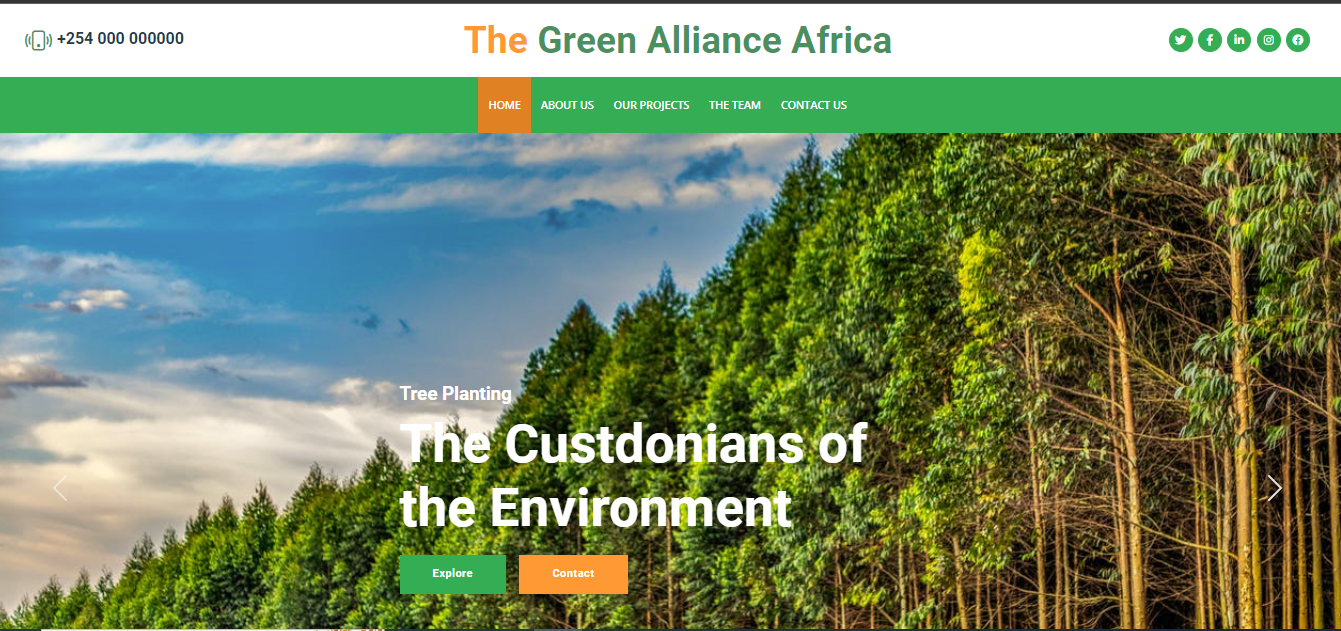 +254 000 000000
The Green Alliance Africa
HOME ABOUT US OUR PROJECTS THE TEAM CONTACT US
Tree Planting
The Custdonians of
the Environment
Explore Contact